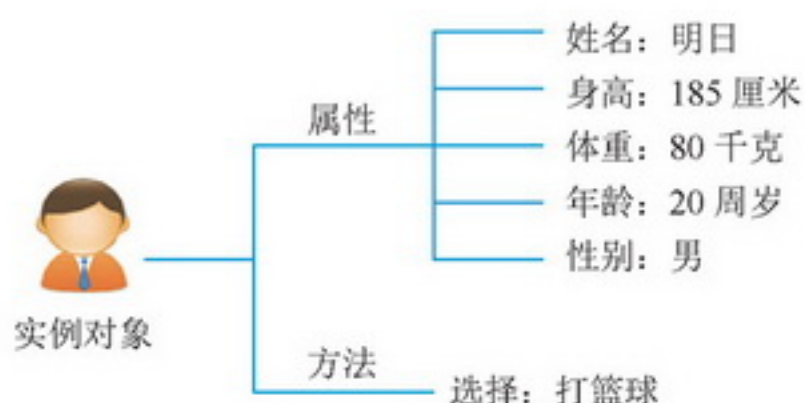 姓名：明日
身高：185 厘米
属性
体重：80 千克
年龄：20 周岁
性别：男
实例对象
方法
选择：打篮球